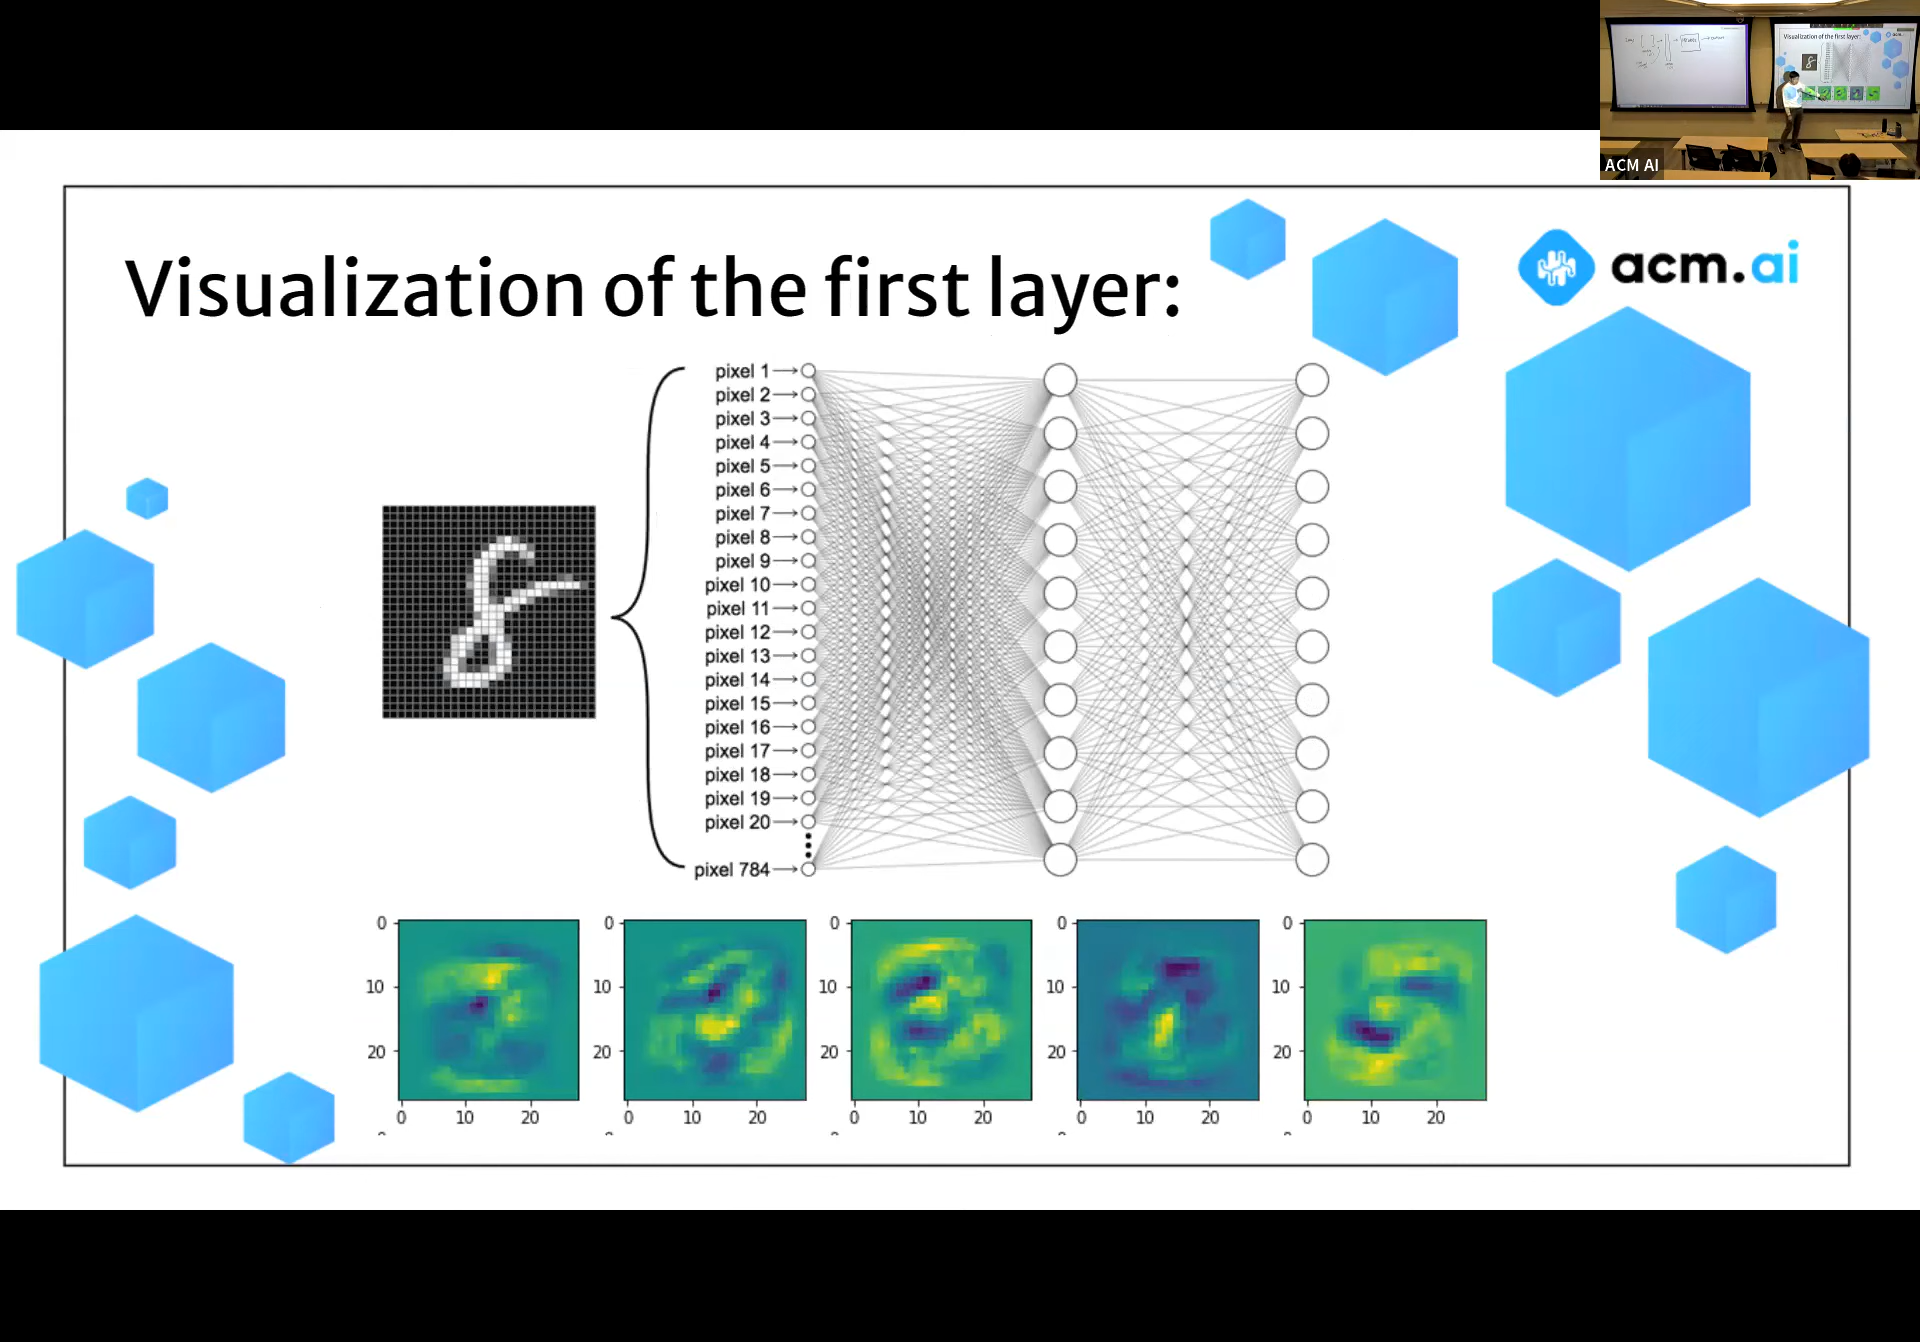 ACM AI
Visualization of the first layer:
acm.ai
pixel 1
pixel 2
pixel 3
pixel 4
pixel 5
pixel 6
pixel 7
pixel 8
pixel 9
pixel 10
pixel 11
pixel 12
pixel 13
pixel 14
pixel 15
pixel 16
pixel 17
pixel 18
pixel 19
pixel 20
pixel 784
8
0 10 20
0 10 20
0 10 20
0 10 20
0 10 20
0 10 20
0 10 20
0 10 20
0 10 20
0 10 20